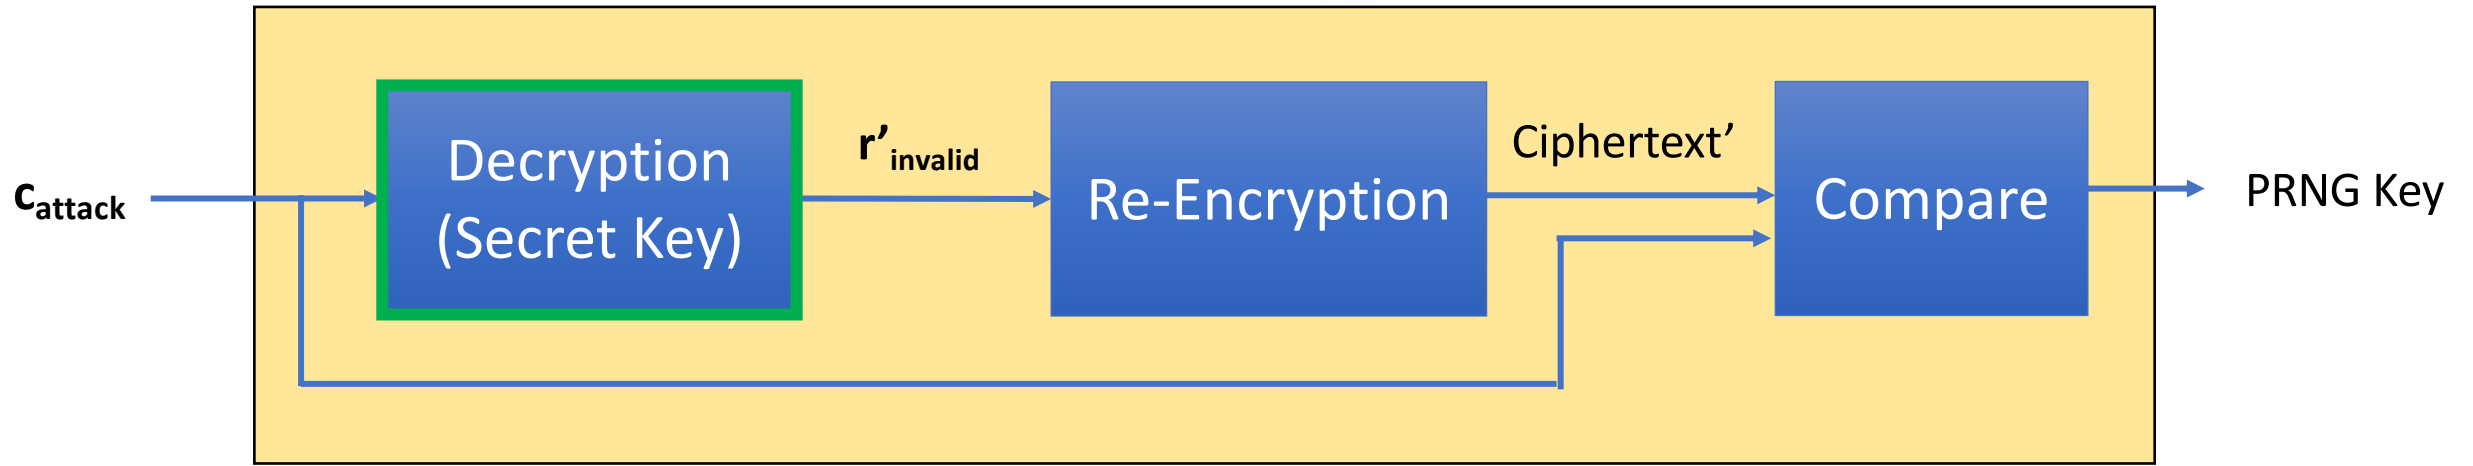 c_attack
Decryption
(Secret Key)
r’_invalid
Re-Encryption
Ciphertext’
Compare
PRNG Key